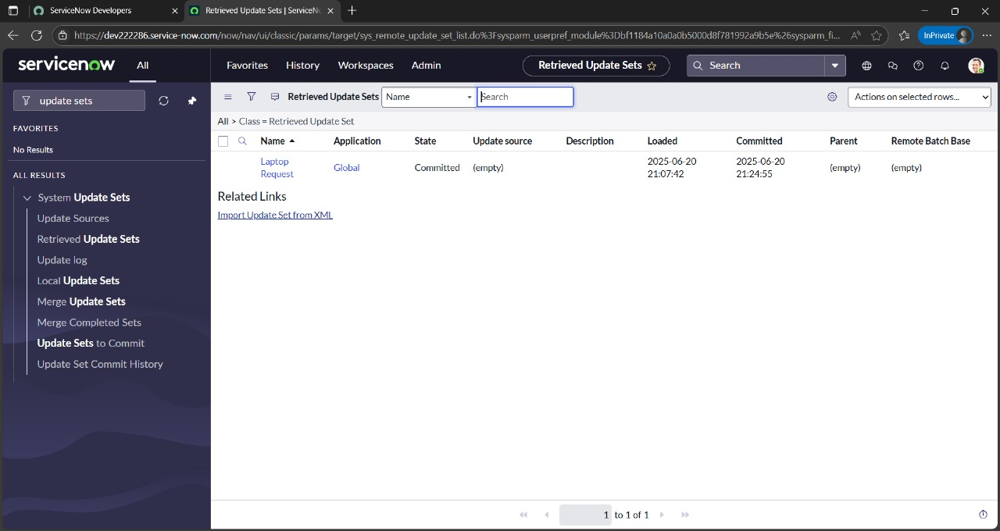 ServiceNow Developers
Retrieved Update Sets | ServiceNo
https://dev222286.service-now.com/now/nav/ui/classic/params/target/sys_remote_update_set_list.do%3Fsysparm_userpref_module%3Dbf1184a10a0a0b5000d8f781992a9b5e%26sysparm_fi...
InPrivate
servicenow
All
Favorites
History
Workspaces
Admin
Retrieved Update Sets
Search
update sets
FAVORITES
No Results
ALL RESULTS
System Update Sets
Update Sources
Retrieved Update Sets
Update log
Local Update Sets
Merge Update Sets
Merge Completed Sets
Update Sets to Commit
Update Set Commit History
Retrieved Update Sets Name Search Actions on selected rows...
All > Class = Retrieved Update Set
Name Application State Update source Description Loaded Committed Parent Remote Batch Base
Laptop Request Global Committed (empty) 2025-06-20 21:07:42 2025-06-20 21:24:55 (empty) (empty)
Related Links
Import Update Set from XML
1 to 1 of 1